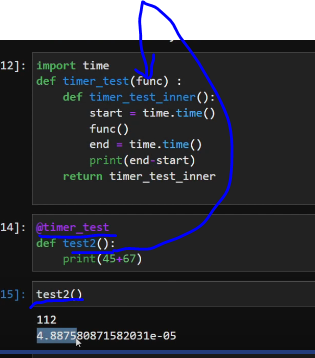 12]:
import time
def timer_test(func) :
    def timer_test_inner():
        start = time.time()
        func()
        end = time.time()
        print(end-start)
    return timer_test_inner
14]:
@timer_test
def test2():
    print(45+67)
15]:
test2()
112
4.887580871582031e-05